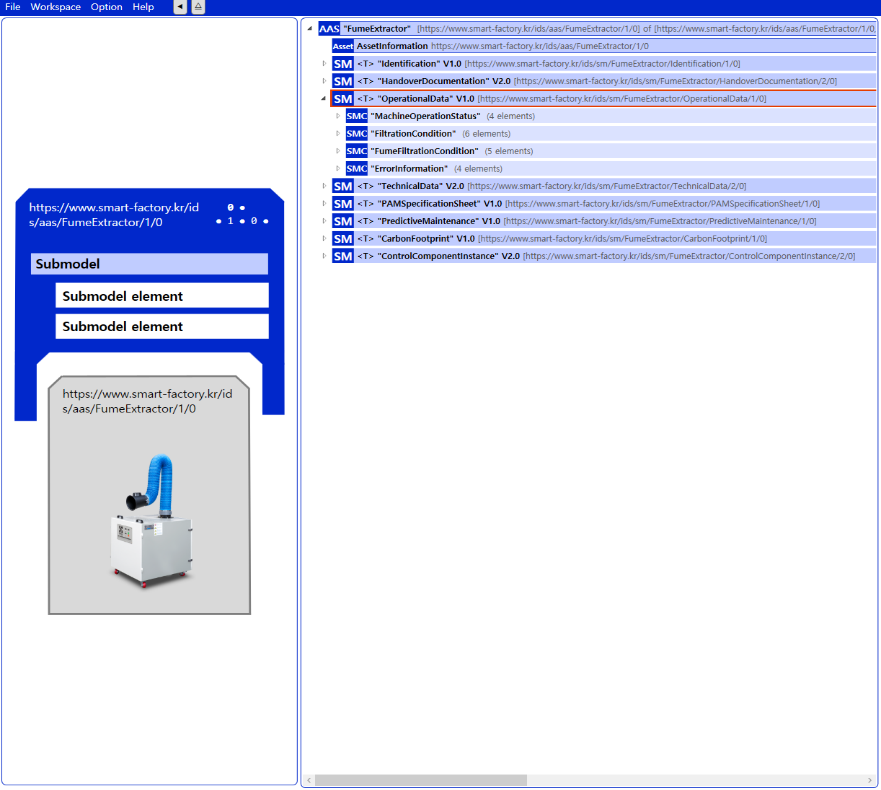 File Workspace Option Help
https://www.smart-factory.kr/id
s/aas/FumeExtractor/1/0
0
1 0
Submodel
Submodel element
Submodel element
https://www.smart-factory.kr/id
s/aas/FumeExtractor/1/0
AAS "FumeExtractor" [https://www.smart-factory.kr/ids/aas/FumeExtractor/1/0] of [https://www.smart-factory.kr/ids/aas/FumeExtractor/1/0,
Asset AssetInformation https://www.smart-factory.kr/ids/aas/FumeExtractor/1/0
SM <T> "Identification" V1.0 [https://www.smart-factory.kr/ids/sm/FumeExtractor/Identification/1/0]
SM <T> "HandoverDocumentation" V2.0 [https://www.smart-factory.kr/ids/sm/FumeExtractor/HandoverDocumentation/2/0]
SM <T> "OperationalData" V1.0 [https://www.smart-factory.kr/ids/sm/FumeExtractor/OperationalData/1/0]
SMC "MachineOperationStatus" (4 elements)
SMC "FiltrationCondition" (6 elements)
SMC "FumeFiltrationCondition" (5 elements)
SMC "ErrorInformation" (4 elements)
SM <T> "TechnicalData" V2.0 [https://www.smart-factory.kr/ids/sm/FumeExtractor/TechnicalData/2/0]
SM <T> "PAMSpecificationSheet" V1.0 [https://www.smart-factory.kr/ids/sm/FumeExtractor/PAMSpecificationSheet/1/0]
SM <T> "PredictiveMaintenance" V1.0 [https://www.smart-factory.kr/ids/sm/FumeExtractor/PredictiveMaintenance/1/0]
SM <T> "CarbonFootprint" V1.0 [https://www.smart-factory.kr/ids/sm/FumeExtractor/CarbonFootprint/1/0]
SM <T> "ControlComponentInstance" V2.0 [https://www.smart-factory.kr/ids/sm/FumeExtractor/ControlComponentInstance/2/0]